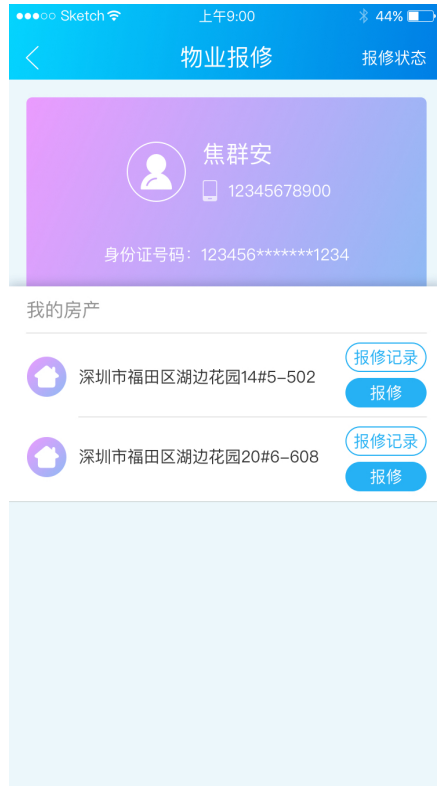 Sketch 上午9:00 44%
物业报修 报修状态
焦群安
12345678900
身份证号码：123456*******1234
我的房产
报修记录
深圳市福田区湖边花园14#5-502
报修
报修记录
深圳市福田区湖边花园20#6-608
报修